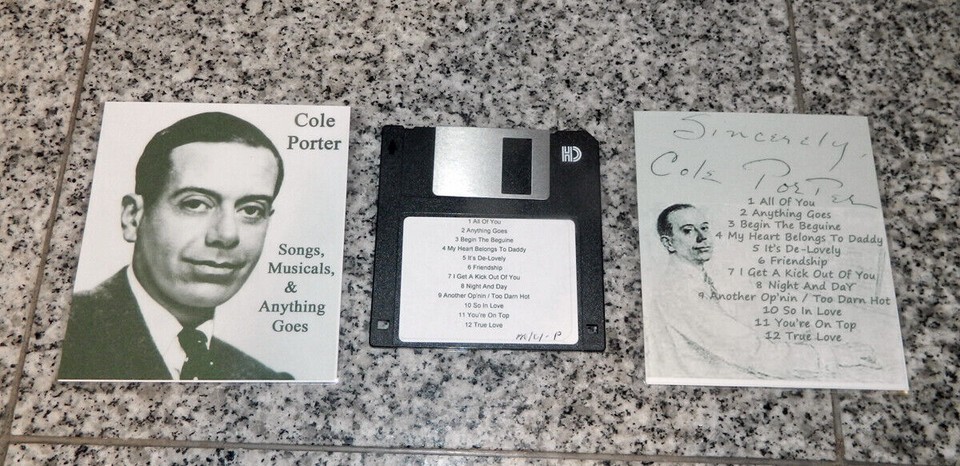 Cole
Porter
Songs,
Musicals,
&
Anything
Goes
HD
1 All Of You
2 Anything Goes
3 Begin The Beguine
4 My Heart Belongs To Daddy
5 It's De-Lovely
6 Friendship
7 I Get A Kick Out Of You
8 Night And Day
9 Another Op'nin / Too Darn Hot
10 So In Love
11 You're On Top
12 True Love
Sincerely,
Cole Porter
1 All Of You
2 Anything Goes
3 Begin The Beguine
4 My Heart Belongs To Daddy
5 It's De-Lovely
6 Friendship
7 I Get A Kick Out Of You
8 Night And DaY
9 Another Op'nin / Too Darn Hot
10 So In Love
11 You're On Top
12 True Love